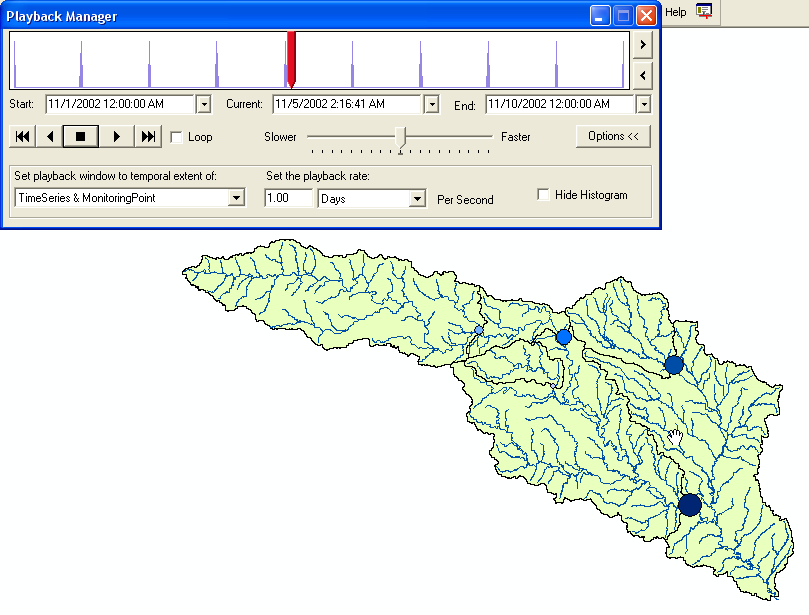 Playback Manager
Help
Start: 11/1/2002 12:00:00 AM Current: 11/5/2002 2:16:41 AM End: 11/10/2002 12:00:00 AM
Loop Slower Faster Options <<
Set playback window to temporal extent of: Set the playback rate:
TimeSeries & MonitoringPoint 1.00 Days Per Second Hide Histogram